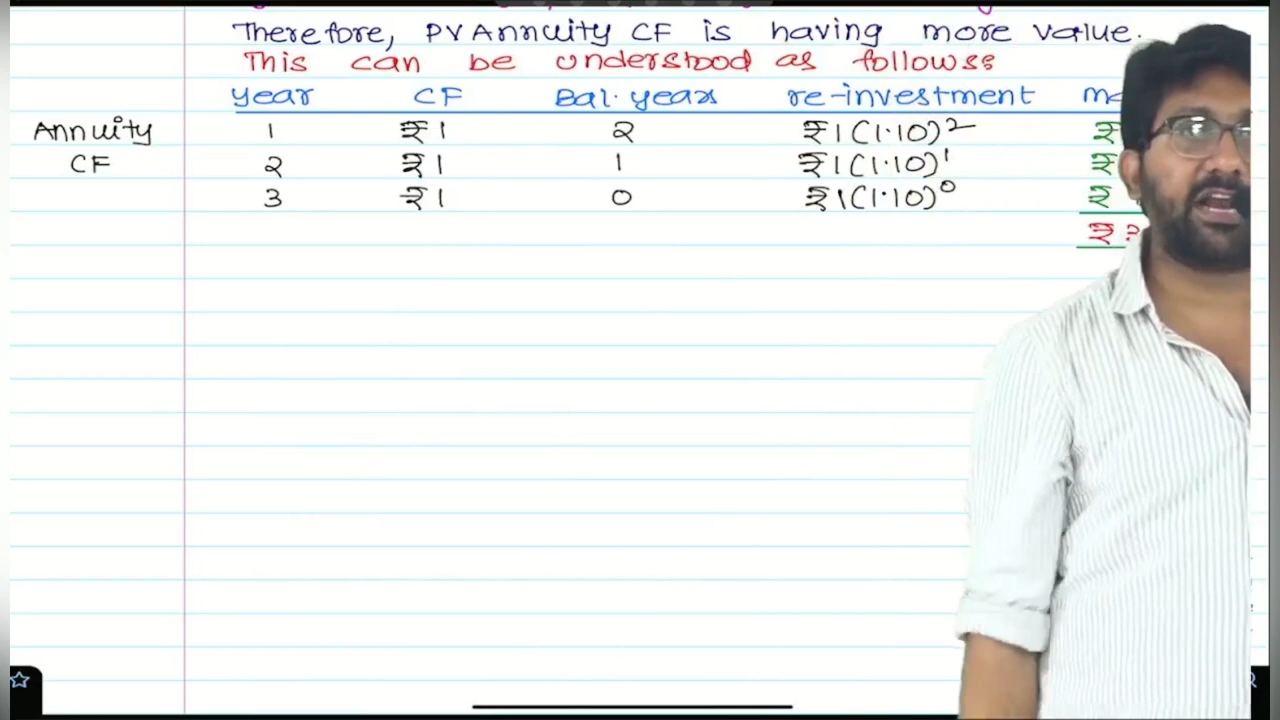 Therefore, PV Annuity CF is having more value.
This can be understood as follows:
Year CF Bal. years re-investment
Annuity 1 ₹1 2 ₹1(1.10)²
CF 2 ₹1 1 ₹1(1.10)¹ ₹
3 ₹1 0 ₹1(1.10)⁰ ₹
₹?